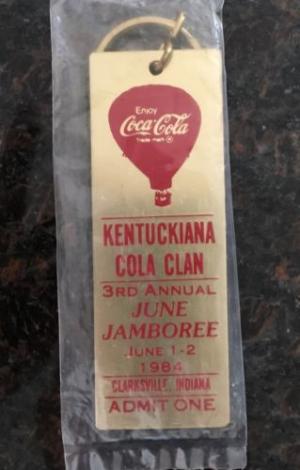 Enjoy
Coca-Cola
Trade mark ®
KENTUCKIANA
COLA CLAN
3RD ANNUAL
JUNE
JAMBOREE
JUNE 1-2
1984
CLARKSVILLE, INDIANA
ADMIT ONE